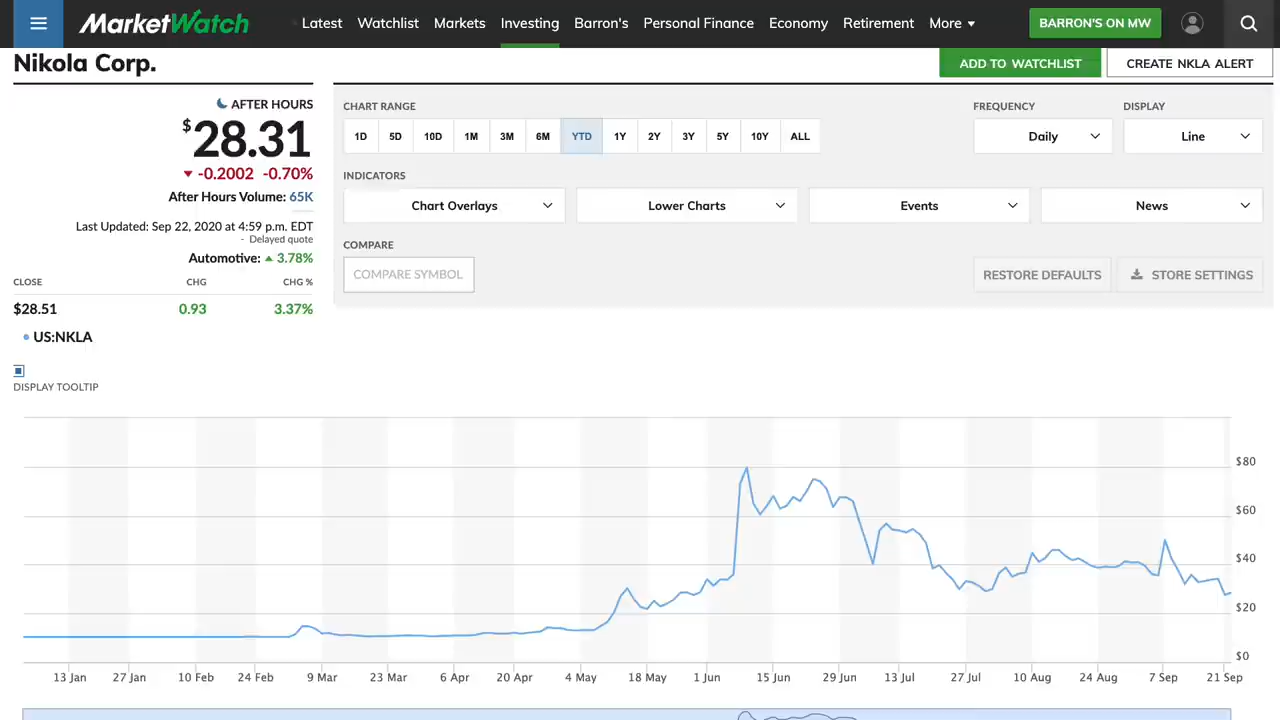 MarketWatch Latest Watchlist Markets Investing Barron's Personal Finance Economy Retirement More BARRON'S ON MW
Nikola Corp. ADD TO WATCHLIST CREATE NKLA ALERT
AFTER HOURS
$28.31
-0.2002 -0.70%
After Hours Volume: 65K
Last Updated: Sep 22, 2020 at 4:59 p.m. EDT
- Delayed quote
Automotive: 3.78%
CLOSE CHG CHG %
$28.51 0.93 3.37%
US:NKLA
DISPLAY TOOLTIP
CHART RANGE FREQUENCY DISPLAY
1D 5D 10D 1M 3M 6M YTD 1Y 2Y 3Y 5Y 10Y ALL Daily Line
INDICATORS
Chart Overlays Lower Charts Events News
COMPARE
COMPARE SYMBOL RESTORE DEFAULTS STORE SETTINGS
$80
$60
$40
$20
$0
13 Jan 27 Jan 10 Feb 24 Feb 9 Mar 23 Mar 6 Apr 20 Apr 4 May 18 May 1 Jun 15 Jun 29 Jun 13 Jul 27 Jul 10 Aug 24 Aug 7 Sep 21 Sep